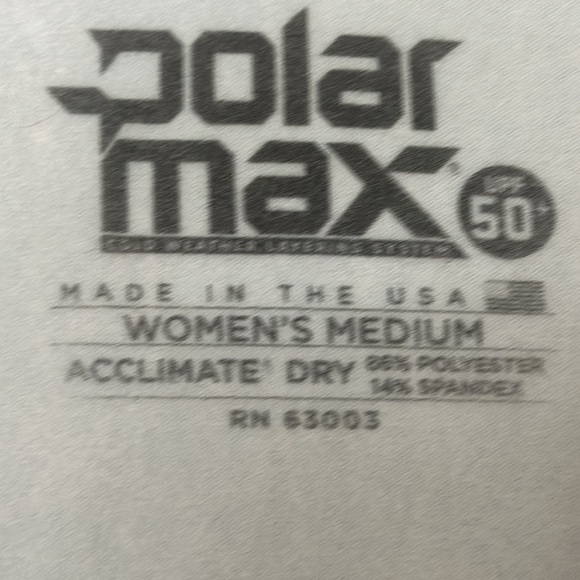 polar
max®
COLD WEATHER LAYERING SYSTEM
UPF
50+
MADE IN THE USA
WOMEN'S MEDIUM
ACCLIMATE® DRY 86% POLYESTER
14% SPANDEX
RN 63003